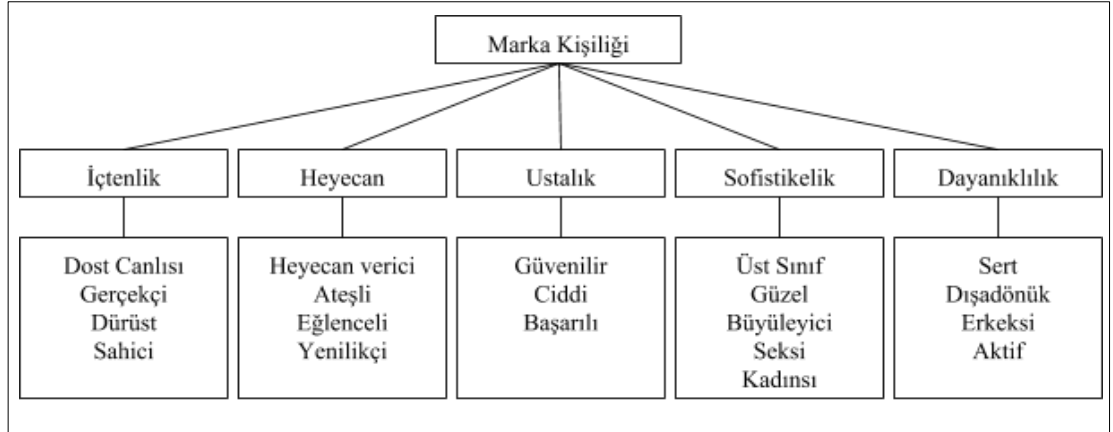 Marka Kişiliği
İçtenlik
Heyecan
Ustalık
Sofistikelik
Dayanıklılık
Dost Canlısı
Gerçekçi
Dürüst
Sahici
Heyecan verici
Ateşli
Eğlenceli
Yenilikçi
Güvenilir
Ciddi
Başarılı
Üst Sınıf
Güzel
Büyüleyici
Seksi
Kadınsı
Sert
Dışadönük
Erkeksi
Aktif